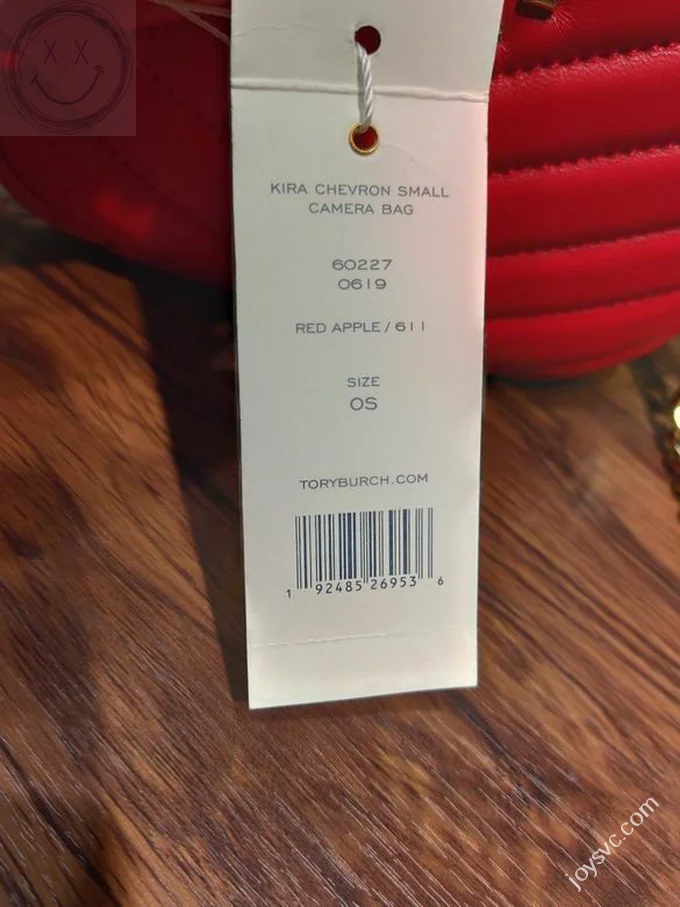 KIRA CHEVRON SMALL
CAMERA BAG
60227
0619
RED APPLE / 611
SIZE
OS
TORYBURCH.COM
1 92485 26953 6
joysvc.com